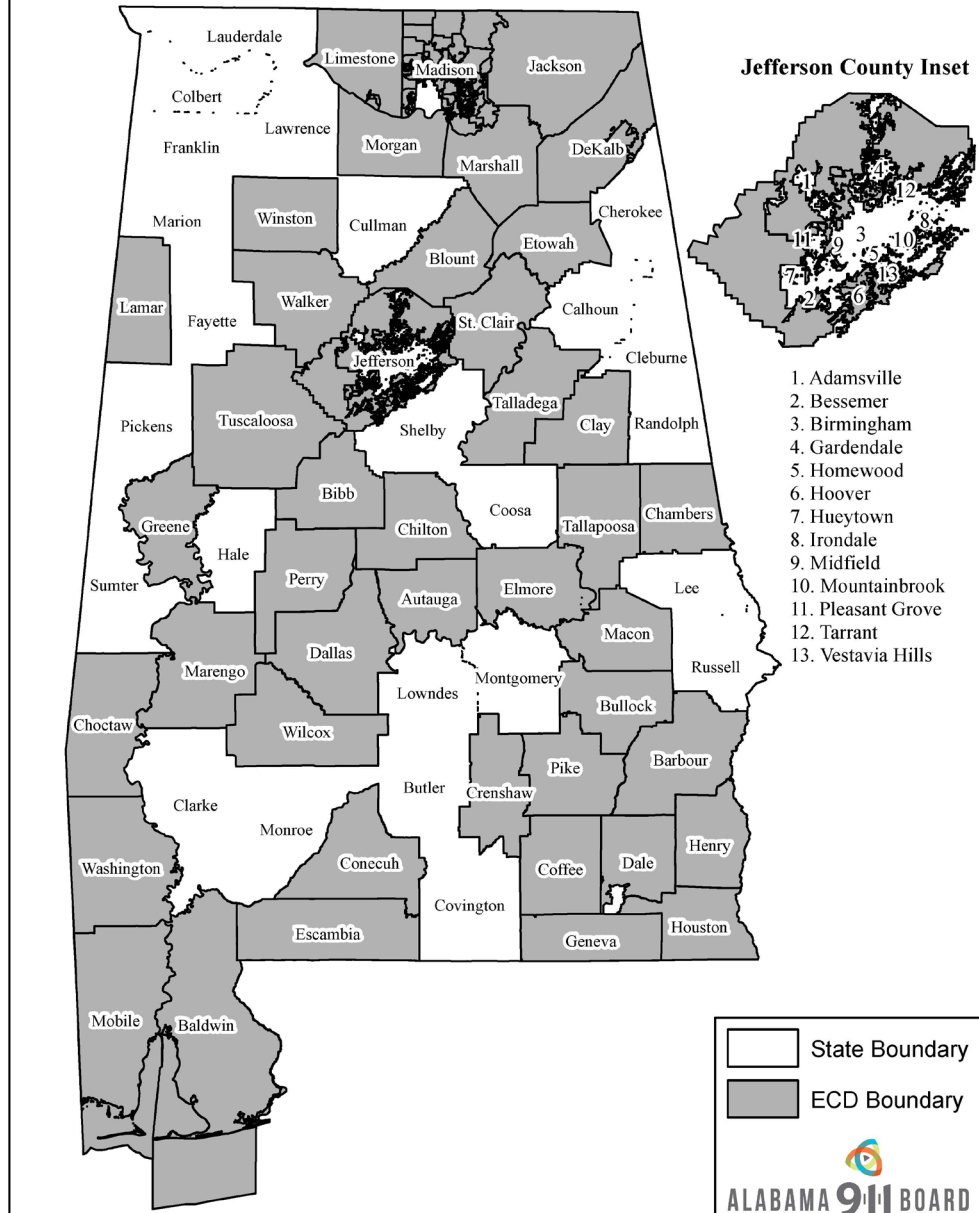 Lauderdale
Limestone
Madison
Jackson
Colbert
Lawrence
Franklin
Morgan
Marshall
DeKalb
Marion
Winston
Cullman
Cherokee
Blount
Etowah
Lamar
Walker
Fayette
St. Clair
Calhoun
Jefferson
Cleburne
Pickens
Tuscaloosa
Talladega
Shelby
Clay
Randolph
Bibb
Chilton
Coosa
Tallapoosa
Chambers
Greene
Hale
Sumter
Perry
Autauga
Elmore
Lee
Macon
Dallas
Marengo
Montgomery
Russell
Lowndes
Bullock
Choctaw
Wilcox
Barbour
Pike
Clarke
Butler
Crenshaw
Monroe
Washington
Conecuh
Coffee
Dale
Henry
Covington
Escambia
Geneva
Houston
Mobile
Baldwin
Jefferson County Inset
1
4
12
8
11
9
3
10
5
7
13
2
6
1. Adamsville
2. Bessemer
3. Birmingham
4. Gardendale
5. Homewood
6. Hoover
7. Hueytown
8. Irondale
9. Midfield
10. Mountainbrook
11. Pleasant Grove
12. Tarrant
13. Vestavia Hills
State Boundary
ECD Boundary
ALABAMA 911 BOARD